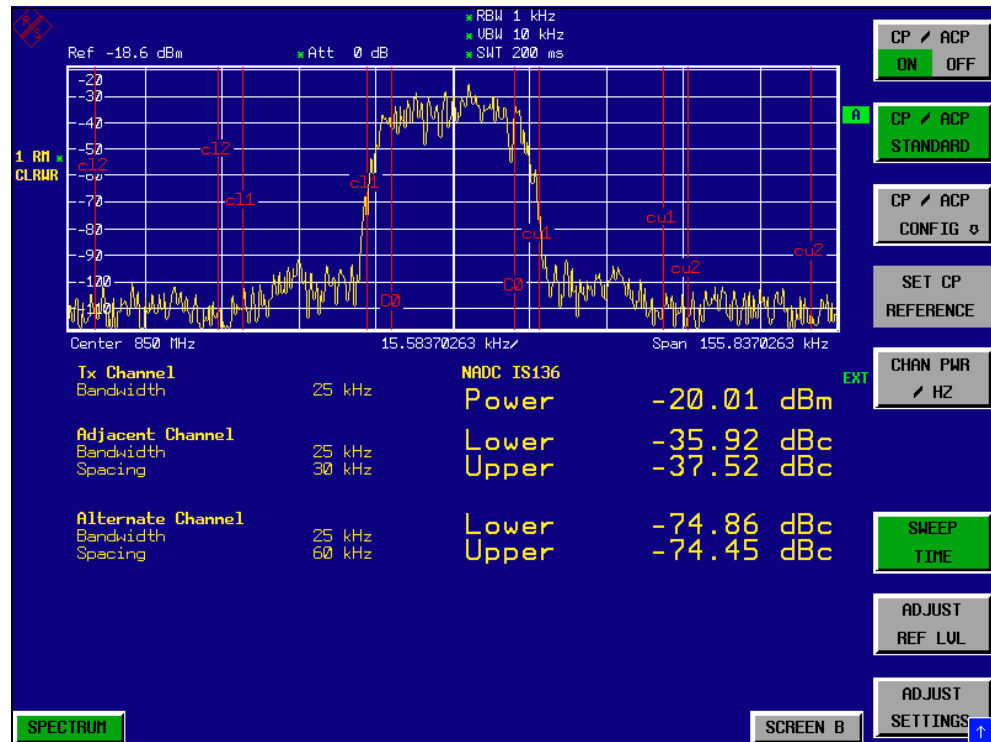 R S
* RBW 1 kHz
* VBW 10 kHz
Ref -18.6 dBm * Att 0 dB * SWT 200 ms
-20
-30
-40
-50
-60
-70
-80
-90
-100
-110
1 RM *
CLRWR
A
cl2 cl2
cl1 cl1
C0 C0
cu1 cu1
cu2 cu2
Center 850 MHz 15.58370263 kHz/ Span 155.8370263 kHz
Tx Channel NADC IS136
EXT
Bandwidth 25 kHz Power -20.01 dBm
Adjacent Channel Lower -35.92 dBc
Bandwidth 25 kHz
Spacing 30 kHz Upper -37.52 dBc
Alternate Channel Lower -74.86 dBc
Bandwidth 25 kHz
Spacing 60 kHz Upper -74.45 dBc
CP / ACP
ON OFF
CP / ACP
STANDARD
CP / ACP
CONFIG
SET CP
REFERENCE
CHAN PWR
/ HZ
SWEEP
TIME
ADJUST
REF LVL
ADJUST
SETTINGS
SPECTRUM SCREEN B